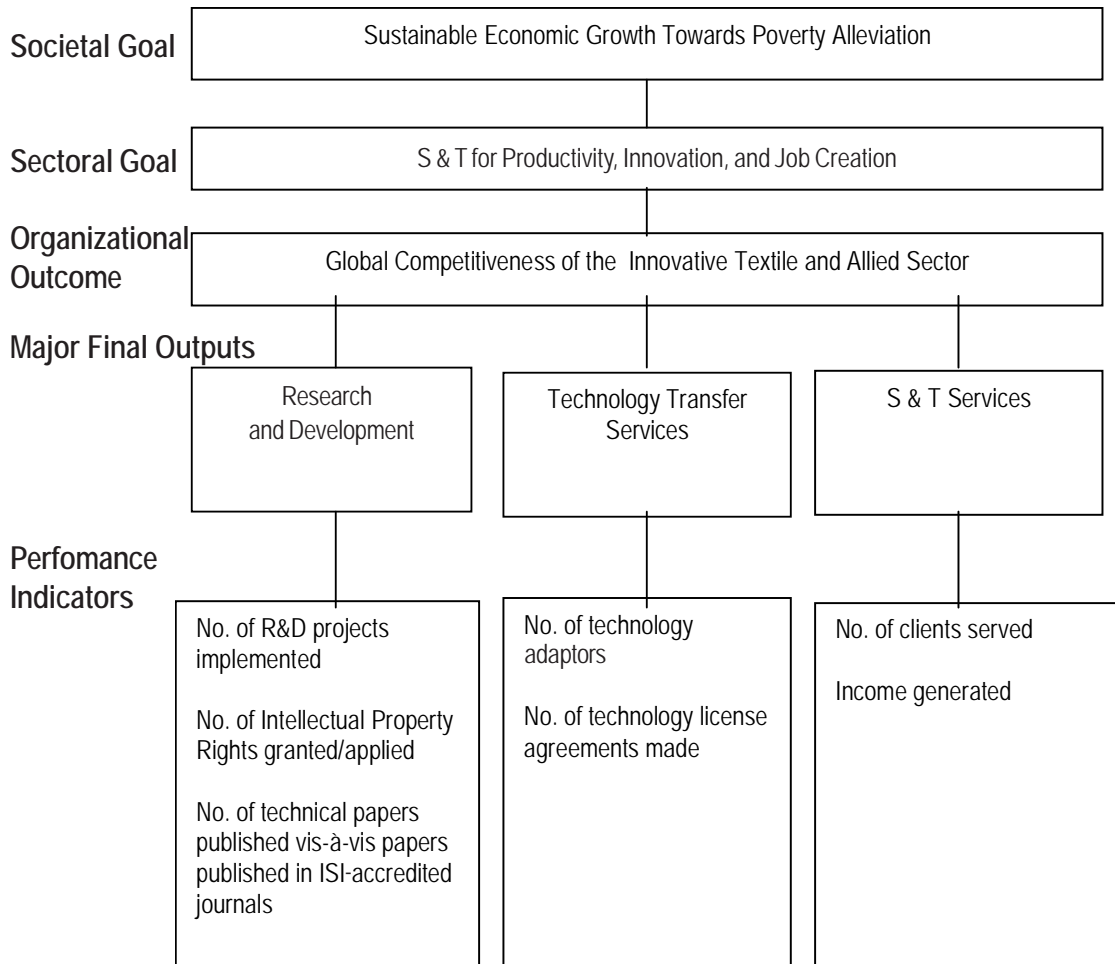 Societal Goal
Sustainable Economic Growth Towards Poverty Alleviation
Sectoral Goal
S & T for Productivity, Innovation, and Job Creation
Organizational
Outcome
Global Competitiveness of the Innovative Textile and Allied Sector
Major Final Outputs
Research
and Development
Technology Transfer
Services
S & T Services
Perfomance
Indicators
No. of R&D projects
implemented
No. of Intellectual Property
Rights granted/applied
No. of technical papers
published vis-à-vis papers
published in ISI-accredited
journals
No. of technology
adaptors
No. of technology license
agreements made
No. of clients served
Income generated